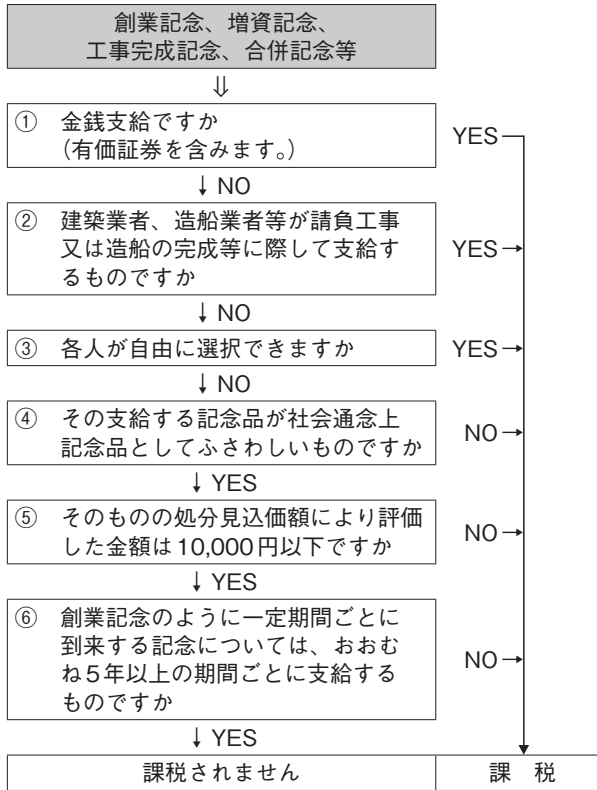 創業記念、増資記念、
工事完成記念、合併記念等
⇓
① 金銭支給ですか
（有価証券を含みます。）
YES
↓ NO
② 建築業者、造船業者等が請負工事
又は造船の完成等に際して支給す
るものですか
YES→
↓ NO
③ 各人が自由に選択できますか
YES→
↓ NO
④ その支給する記念品が社会通念上
記念品としてふさわしいものですか
NO→
↓ YES
⑤ そのものの処分見込価額により評価
した金額は10,000円以下ですか
NO→
↓ YES
⑥ 創業記念のように一定期間ごとに
到来する記念については、おおむ
ね5年以上の期間ごとに支給する
ものですか
NO→
↓ YES
課税されません
課 税